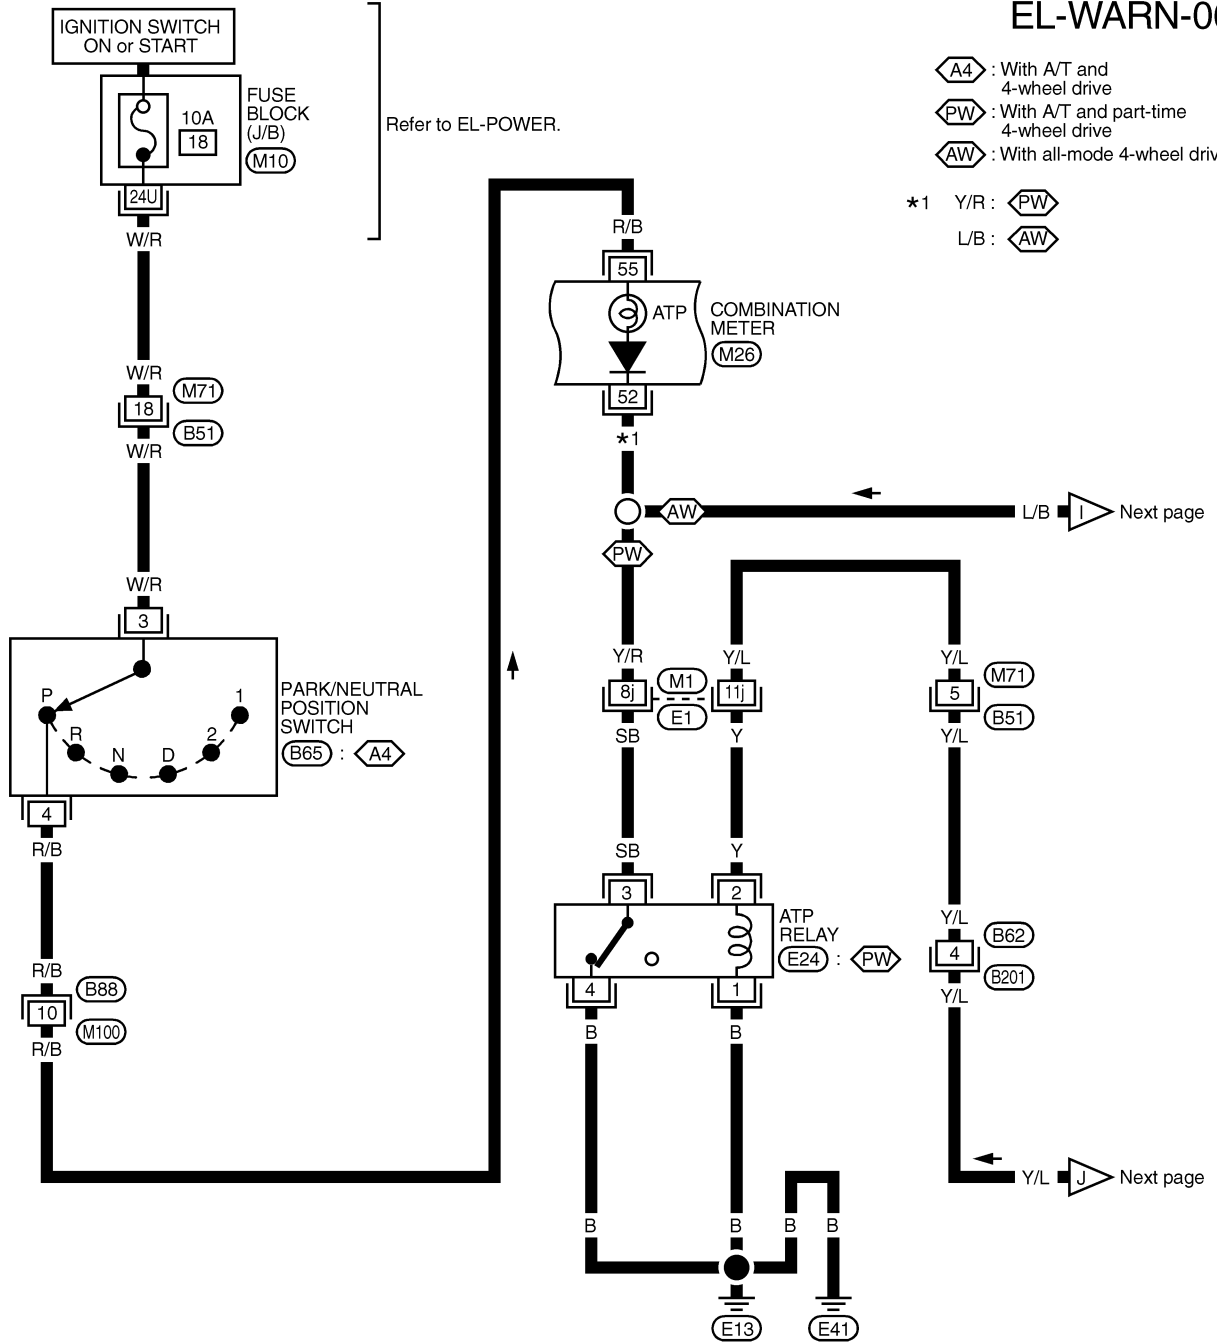 EL-WARN-0
IGNITION SWITCH
ON or START
FUSE
BLOCK
(J/B)
M10
10A
18
24U
Refer to EL-POWER.
A4 : With A/T and
4-wheel drive
PW : With A/T and part-time
4-wheel drive
AW : With all-mode 4-wheel driv
*1 Y/R : PW
L/B : AW
W/R
W/R
M71
18
B51
W/R
W/R
3
P
R
N
D
2
1
PARK/NEUTRAL
POSITION
SWITCH
B65 : A4
4
R/B
R/B
B88
10
M100
R/B
R/B
55
ATP
COMBINATION
METER
M26
52
*1
AW
L/B
I
Next page
PW
Y/R
Y/L
Y/L
8j
M1
E1
11j
5
M71
B51
SB
Y
Y/L
SB
Y
Y/L
3
2
ATP
RELAY
E24 : PW
4
1
B62
4
B201
Y/L
B
B
Y/L
J
Next page
B
B
B
B
E13
E41